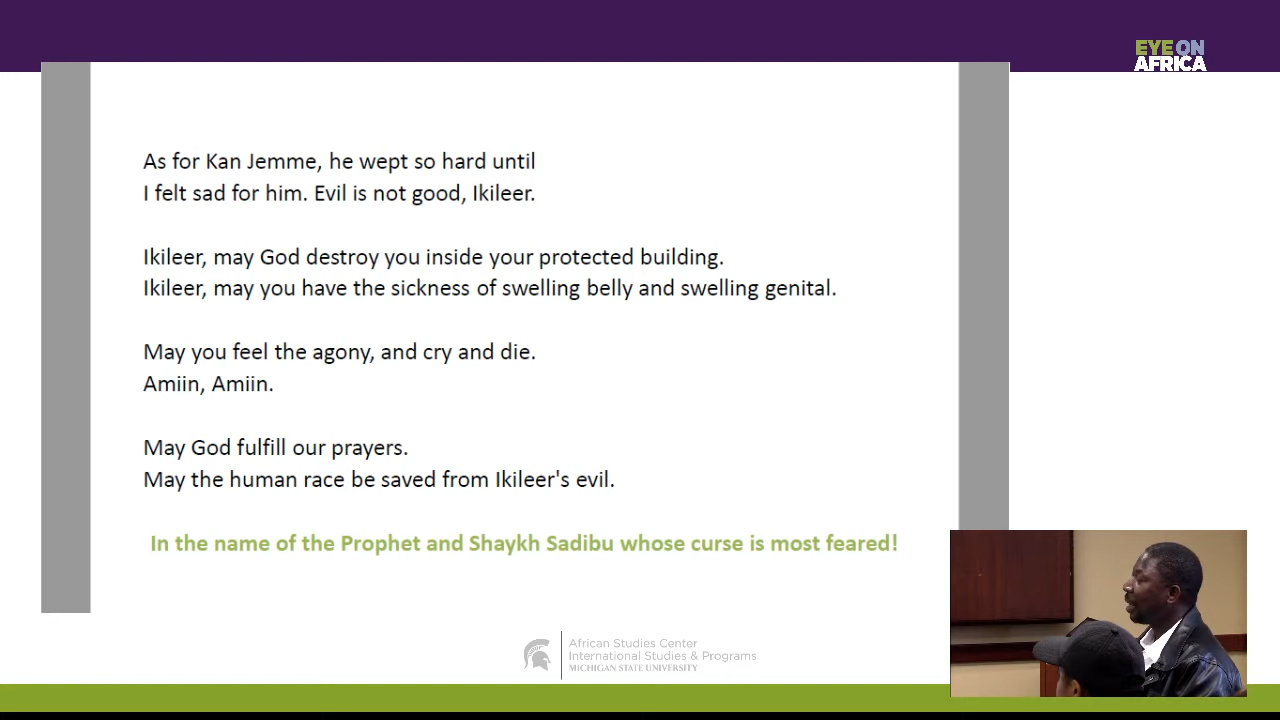 EYE ON
AFRICA
As for Kan Jemme, he wept so hard until
I felt sad for him. Evil is not good, Ikileer.
Ikileer, may God destroy you inside your protected building.
Ikileer, may you have the sickness of swelling belly and swelling genital.
May you feel the agony, and cry and die.
Amiin, Amiin.
May God fulfill our prayers.
May the human race be saved from Ikileer's evil.
In the name of the Prophet and Shaykh Sadibu whose curse is most feared!
African Studies Center
International Studies & Programs
MICHIGAN STATE UNIVERSITY